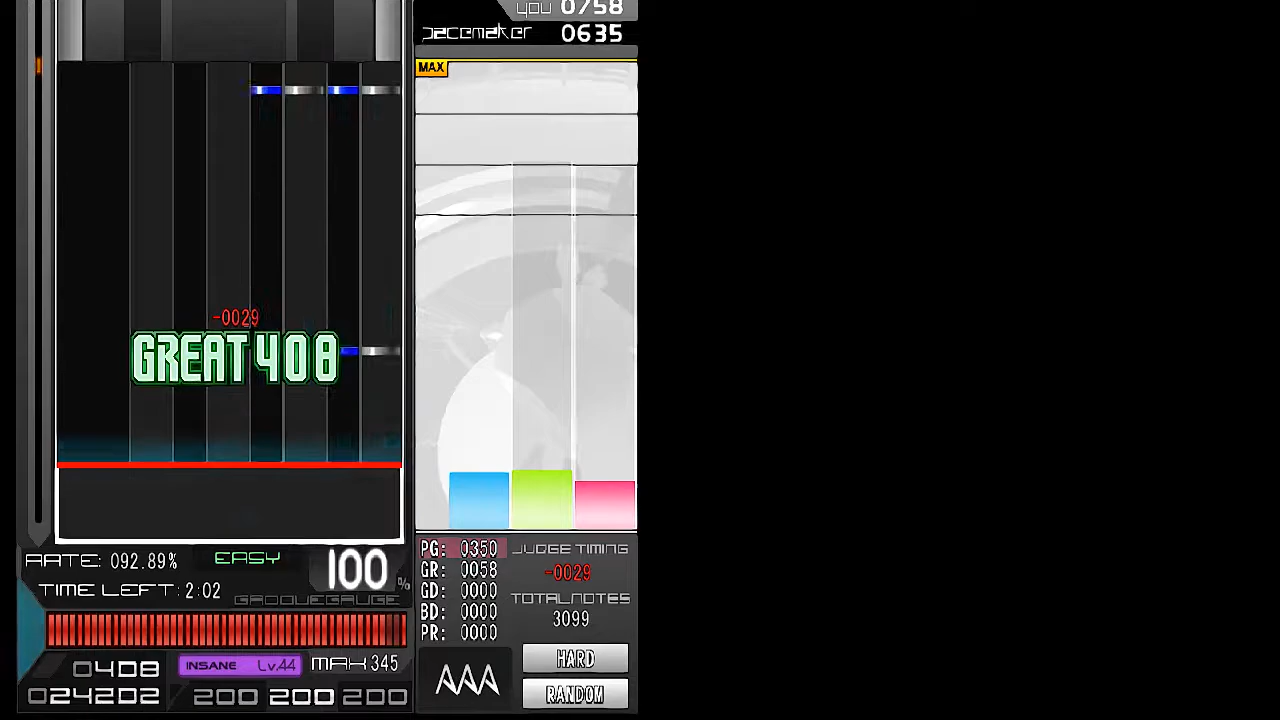 you 0758
pacemaker 0635
MAX
-0029
GREAT 408
RATE: 092.89% EASY 100 %
TIME LEFT: 2:02 GROOVEGAUGE
0408 INSANE Lv.44 MAX 345
024202 200 200 200
PG: 0350 JUDGE TIMING
GR: 0058 -0029
GD: 0000 TOTALNOTES
BD: 0000 3099
PR: 0000
AAA HARD
RANDOM